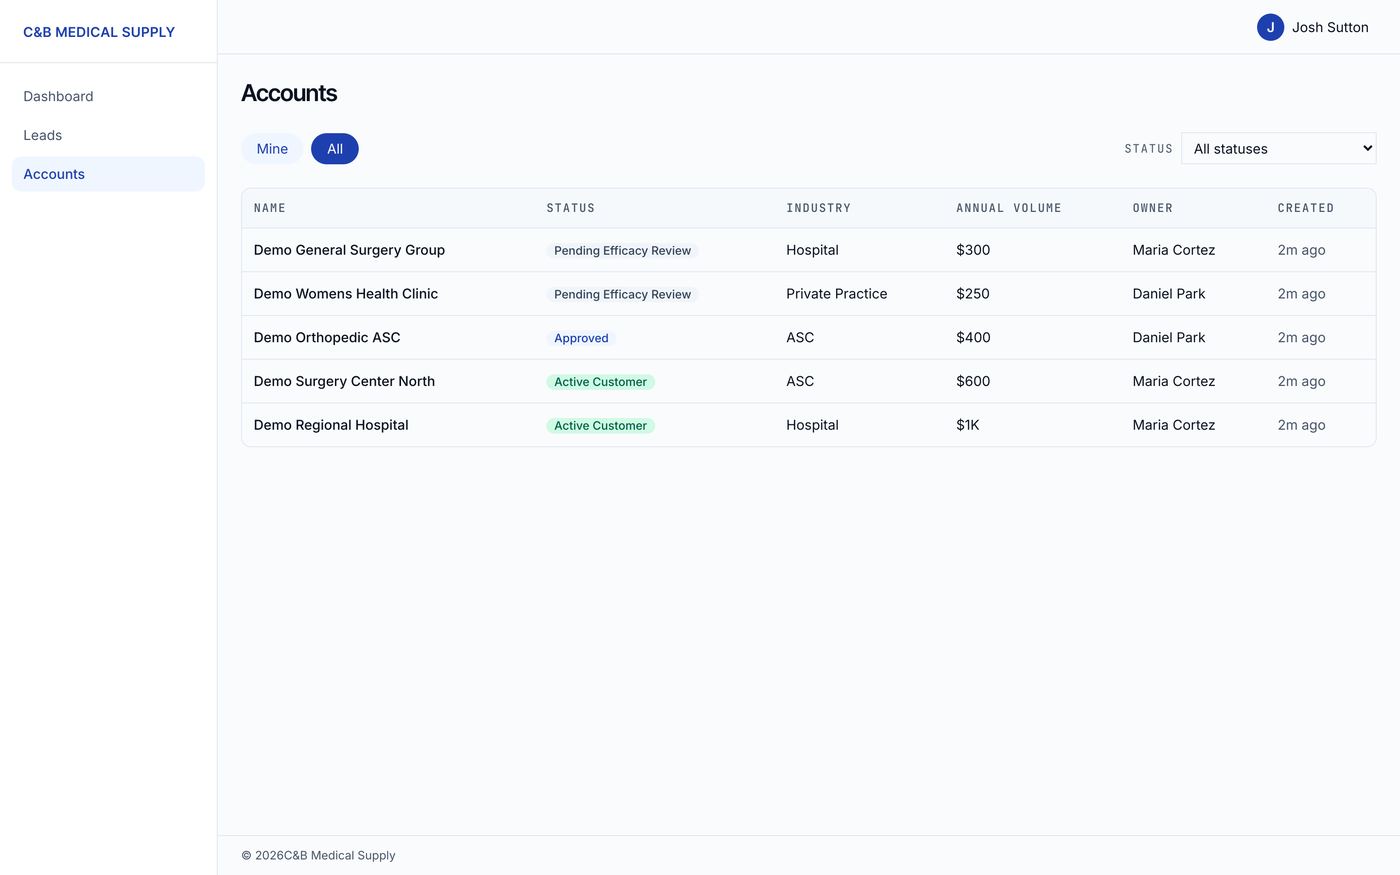 C&B MEDICAL SUPPLY
J Josh Sutton
Dashboard
Leads
Accounts
Accounts
Mine All STATUS All statuses
NAME STATUS INDUSTRY ANNUAL VOLUME OWNER CREATED
Demo General Surgery Group Pending Efficacy Review Hospital $300 Maria Cortez 2m ago
Demo Womens Health Clinic Pending Efficacy Review Private Practice $250 Daniel Park 2m ago
Demo Orthopedic ASC Approved ASC $400 Daniel Park 2m ago
Demo Surgery Center North Active Customer ASC $600 Maria Cortez 2m ago
Demo Regional Hospital Active Customer Hospital $1K Maria Cortez 2m ago
© 2026C&B Medical Supply